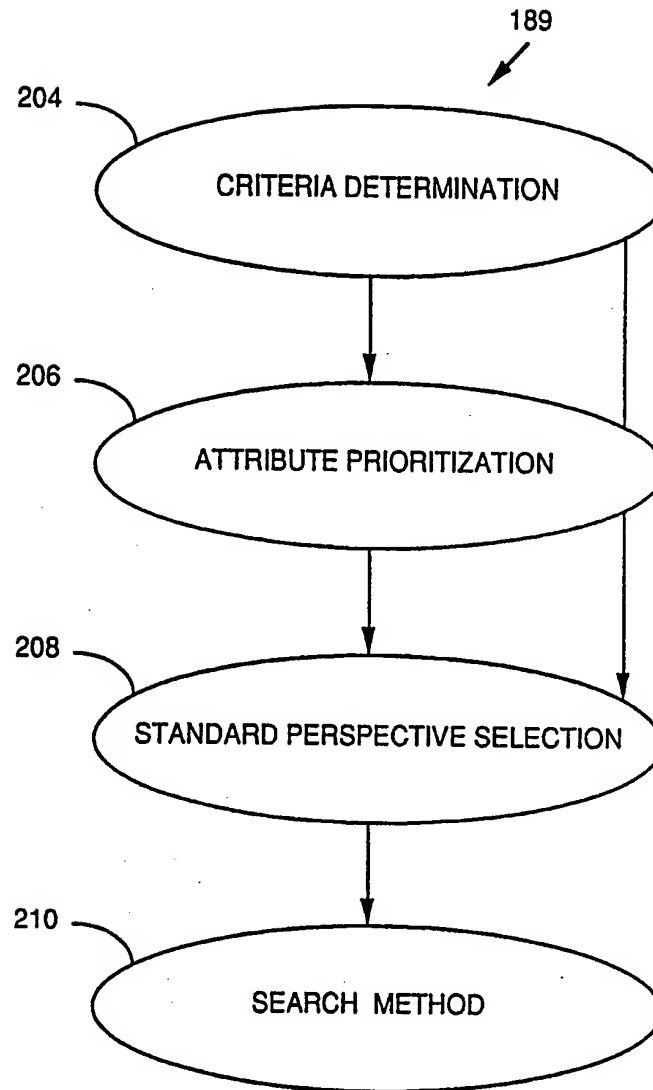 189
204
CRITERIA DETERMINATION
206
ATTRIBUTE PRIORITIZATION
208
STANDARD PERSPECTIVE SELECTION
210
SEARCH METHOD